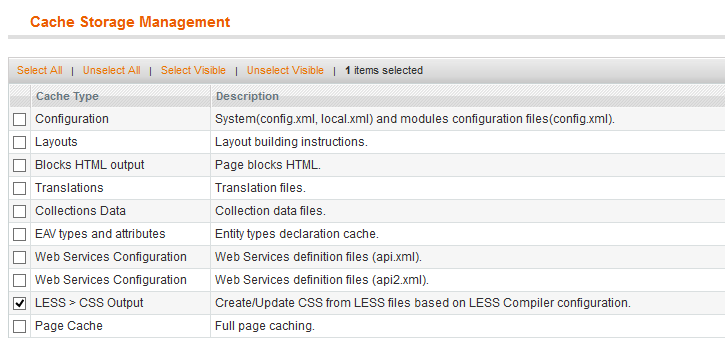 Cache Storage Management
Select All | Unselect All | Select Visible | Unselect Visible | 1 items selected
Cache Type Description
Configuration System(config.xml, local.xml) and modules configuration files(config.xml).
Layouts Layout building instructions.
Blocks HTML output Page blocks HTML.
Translations Translation files.
Collections Data Collection data files.
EAV types and attributes Entity types declaration cache.
Web Services Configuration Web Services definition files (api.xml).
Web Services Configuration Web Services definition files (api2.xml).
LESS > CSS Output Create/Update CSS from LESS files based on LESS Compiler configuration.
Page Cache Full page caching.